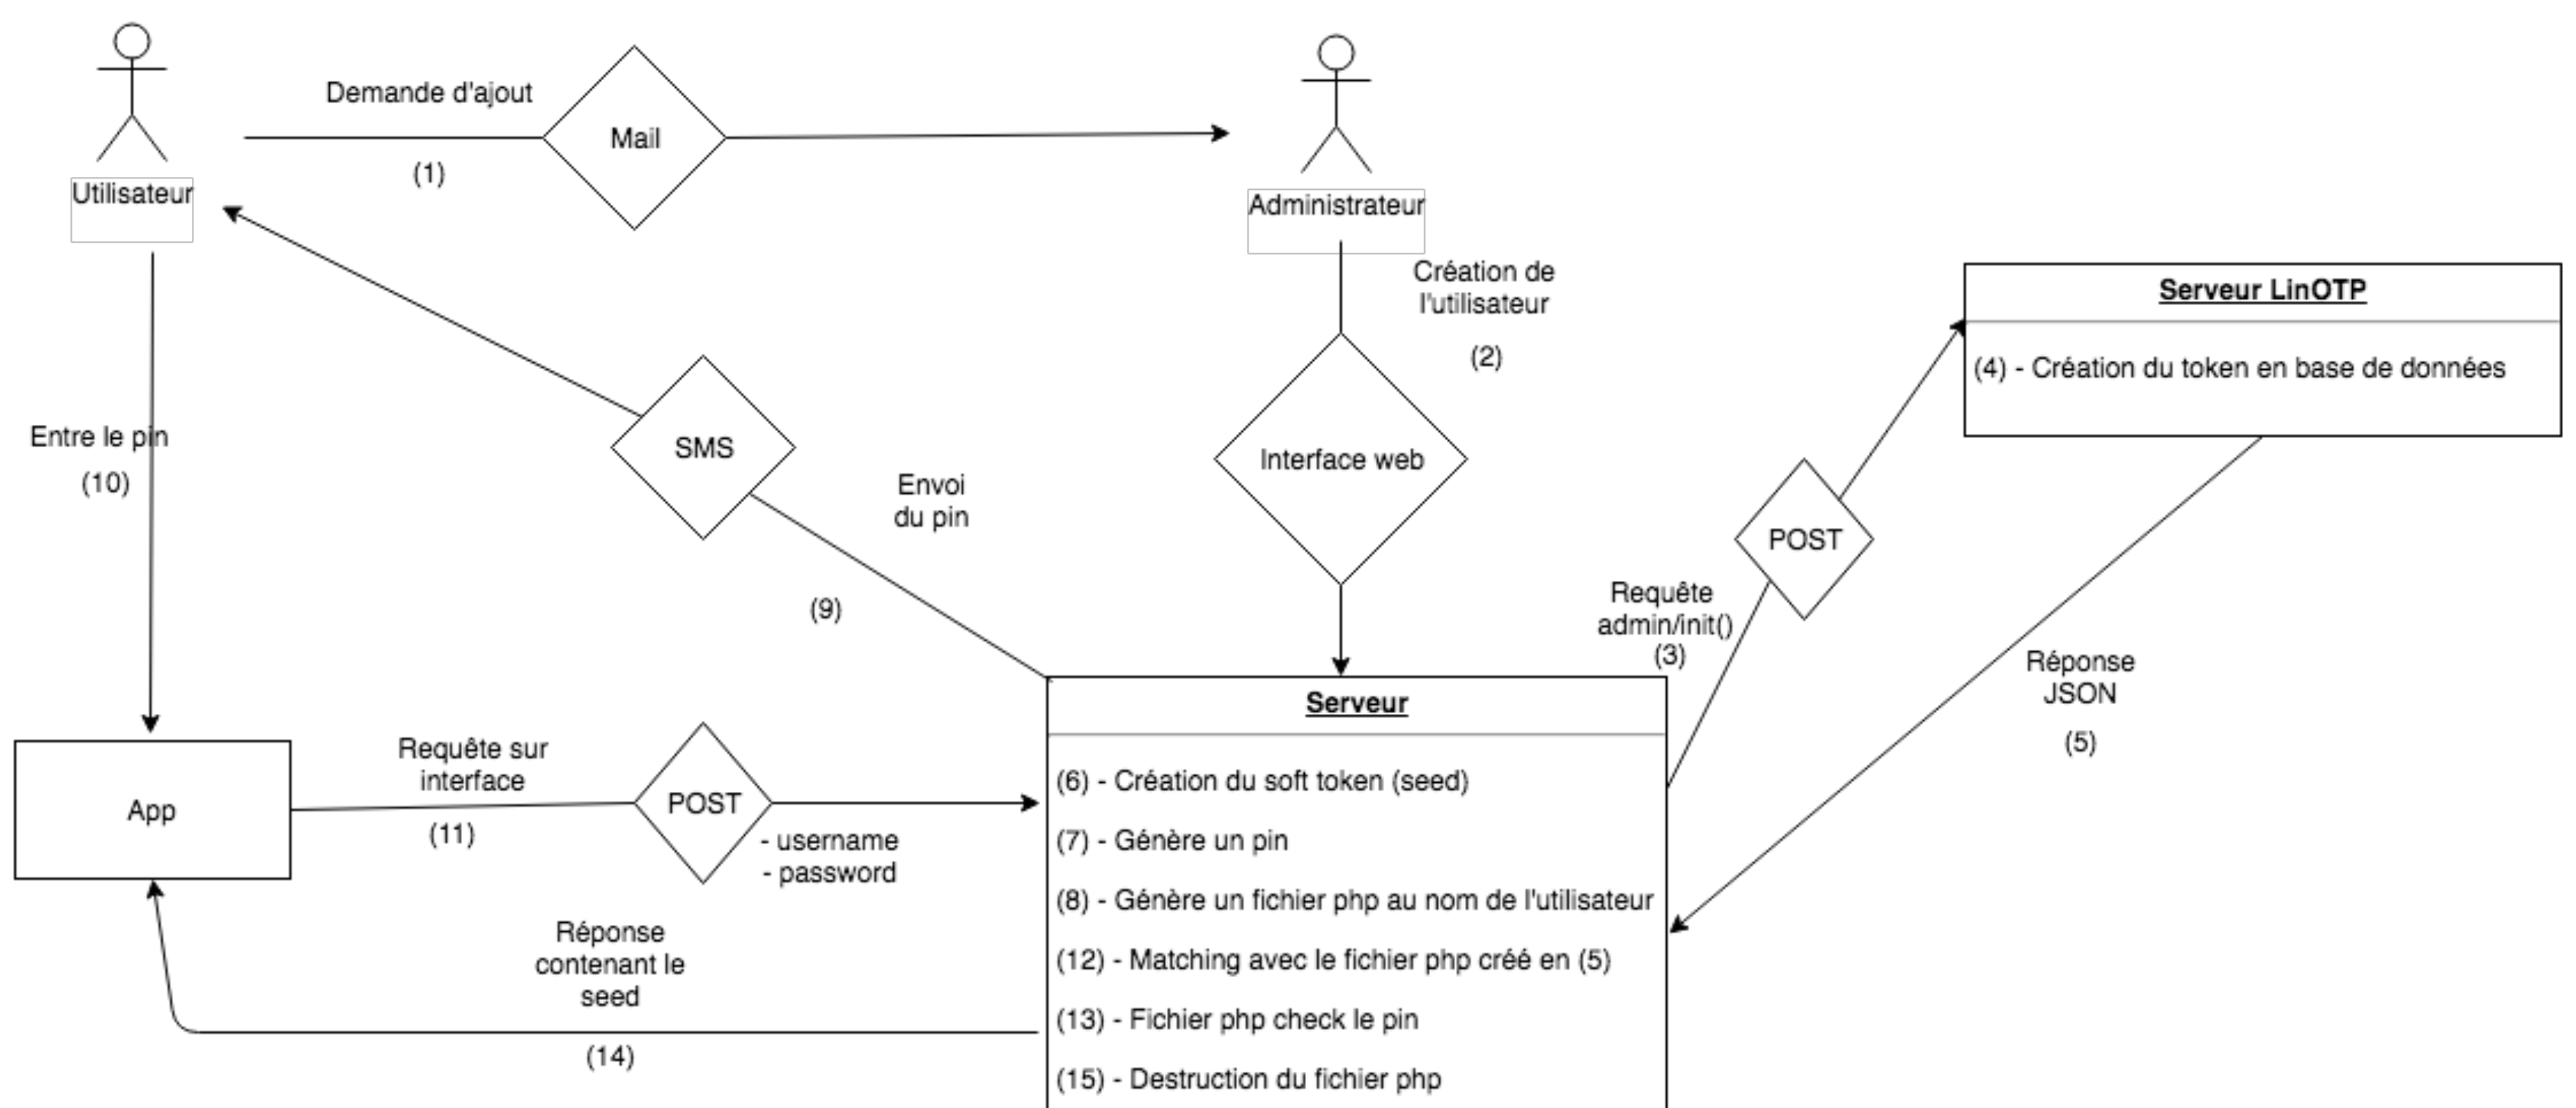 Demande d'ajout
Mail
(1)
Utilisateur
Administrateur
Création de
l'utilisateur
(2)
Serveur LinOTP
(4) - Création du token en base de données
Entre le pin
(10)
SMS
Envoi
du pin
(9)
Interface web
POST
Requête
admin/init()
(3)
Réponse
JSON
(5)
Serveur
(6) - Création du soft token (seed)
(7) - Génère un pin
(8) - Génère un fichier php au nom de l'utilisateur
(12) - Matching avec le fichier php créé en (5)
(13) - Fichier php check le pin
(15) - Destruction du fichier php
App
Requête sur
interface
(11)
POST
- username
- password
Réponse
contenant le
seed
(14)